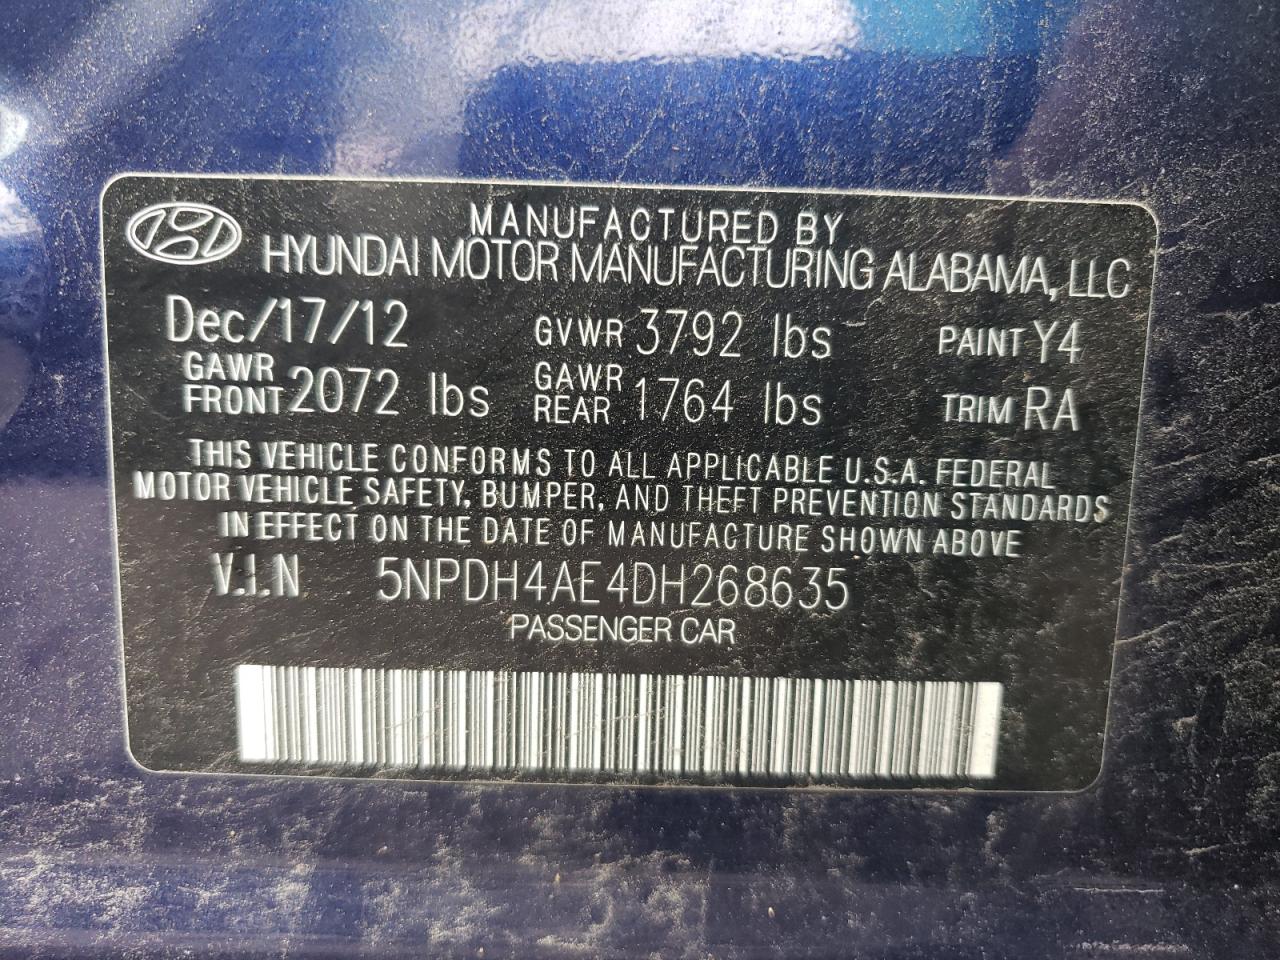 MANUFACTURED BY
HYUNDAI MOTOR MANUFACTURING ALABAMA, LLC
Dec/17/12 GVWR 3792 lbs PAINT Y4
GAWR FRONT 2072 lbs GAWR REAR 1764 lbs TRIM RA
THIS VEHICLE CONFORMS TO ALL APPLICABLE U.S.A. FEDERAL
MOTOR VEHICLE SAFETY, BUMPER, AND THEFT PREVENTION STANDARDS
IN EFFECT ON THE DATE OF MANUFACTURE SHOWN ABOVE
V.I.N 5NPDH4AE4DH268635
PASSENGER CAR